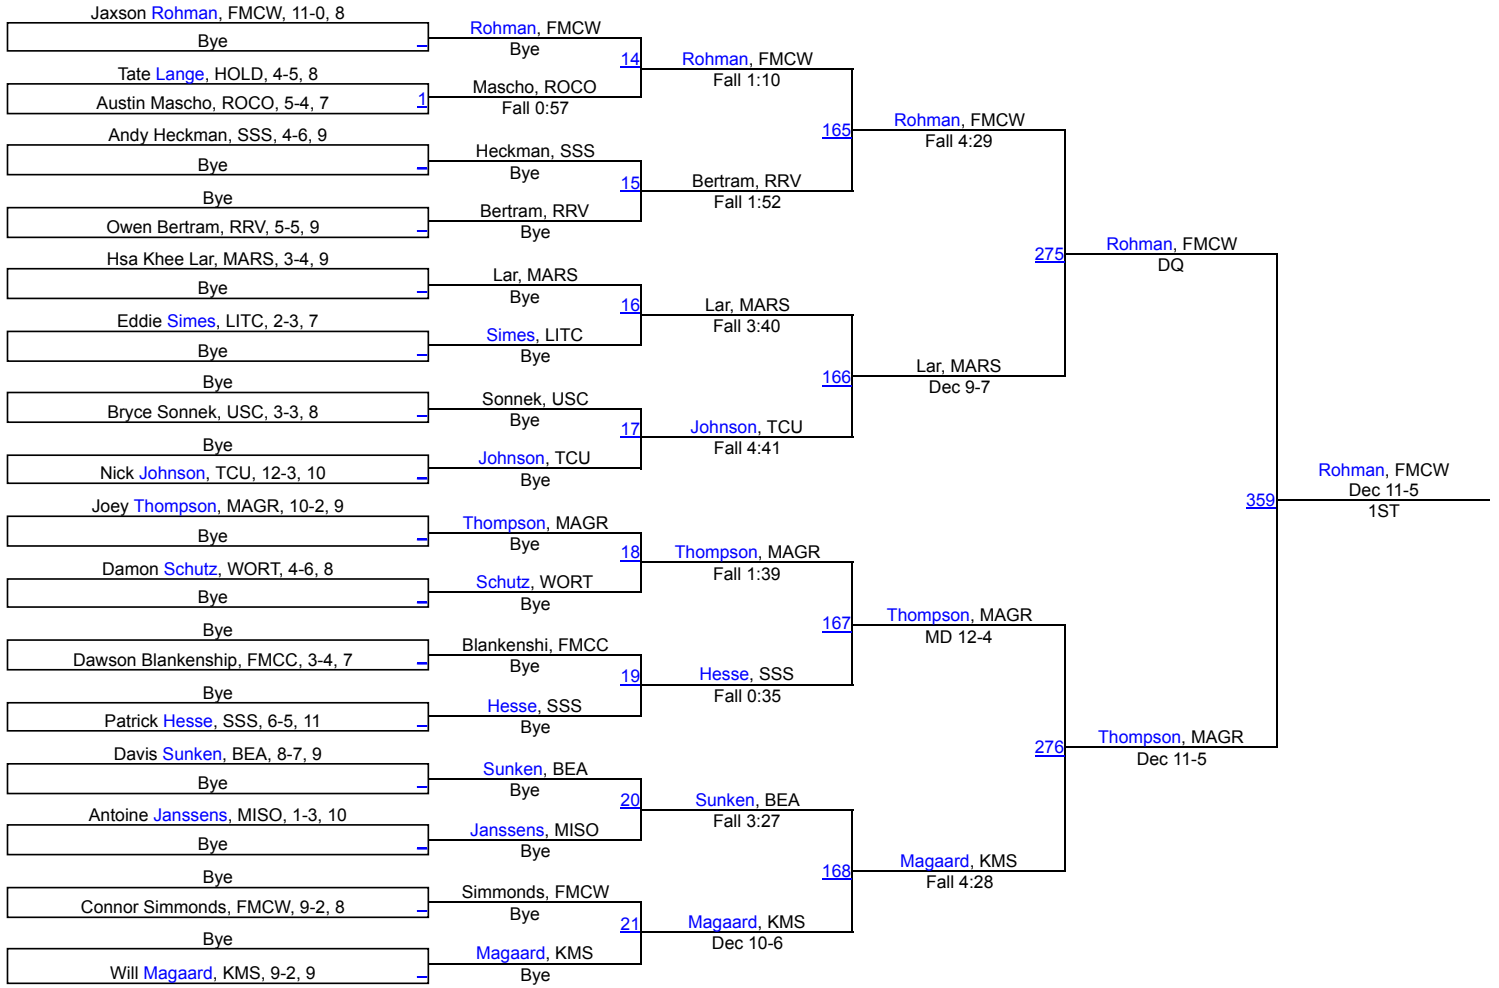 Jaxson Rohman, FMCW, 11-0, 8
Bye
Tate Lange, HOLD, 4-5, 8
Austin Mascho, ROCO, 5-4, 7
1
Andy Heckman, SSS, 4-6, 9
Bye
Bye
Owen Bertram, RRV, 5-5, 9
Hsa Khee Lar, MARS, 3-4, 9
Bye
Eddie Simes, LITC, 2-3, 7
Bye
Bye
Bryce Sonnek, USC, 3-3, 8
Bye
Nick Johnson, TCU, 12-3, 10
Joey Thompson, MAGR, 10-2, 9
Bye
Damon Schutz, WORT, 4-6, 8
Bye
Bye
Dawson Blankenship, FMCC, 3-4, 7
Bye
Patrick Hesse, SSS, 6-5, 11
Davis Sunken, BEA, 8-7, 9
Bye
Antoine Janssens, MISO, 1-3, 10
Bye
Bye
Connor Simmonds, FMCW, 9-2, 8
Bye
Will Magaard, KMS, 9-2, 9
Rohman, FMCW
Bye
14
Mascho, ROCO
Fall 0:57
Heckman, SSS
Bye
15
Bertram, RRV
Bye
Lar, MARS
Bye
16
Simes, LITC
Bye
Sonnek, USC
Bye
17
Johnson, TCU
Bye
Thompson, MAGR
Bye
18
Schutz, WORT
Bye
Blankenshi, FMCC
Bye
19
Hesse, SSS
Bye
Sunken, BEA
Bye
20
Janssens, MISO
Bye
Simmonds, FMCW
Bye
21
Magaard, KMS
Bye
Rohman, FMCW
Fall 1:10
165
Bertram, RRV
Fall 1:52
Lar, MARS
Fall 3:40
166
Johnson, TCU
Fall 4:41
Thompson, MAGR
Fall 1:39
167
Hesse, SSS
Fall 0:35
Sunken, BEA
Fall 3:27
168
Magaard, KMS
Dec 10-6
Rohman, FMCW
Fall 4:29
275
Lar, MARS
Dec 9-7
Thompson, MAGR
MD 12-4
276
Magaard, KMS
Fall 4:28
Rohman, FMCW
DQ
359
Thompson, MAGR
Dec 11-5
Rohman, FMCW
Dec 11-5
1ST